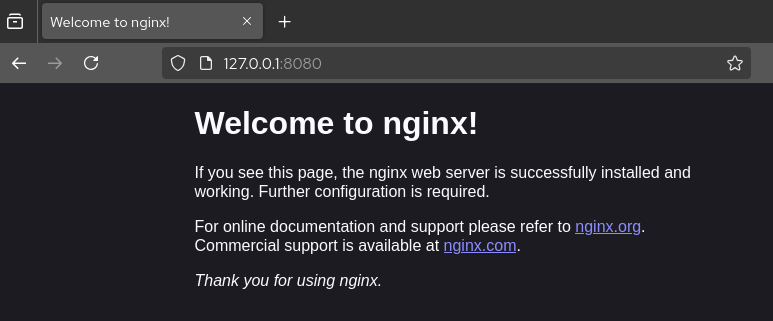 Welcome to nginx!
127.0.0.1:8080
Welcome to nginx!
If you see this page, the nginx web server is successfully installed and
working. Further configuration is required.
For online documentation and support please refer to nginx.org.
Commercial support is available at nginx.com.
Thank you for using nginx.